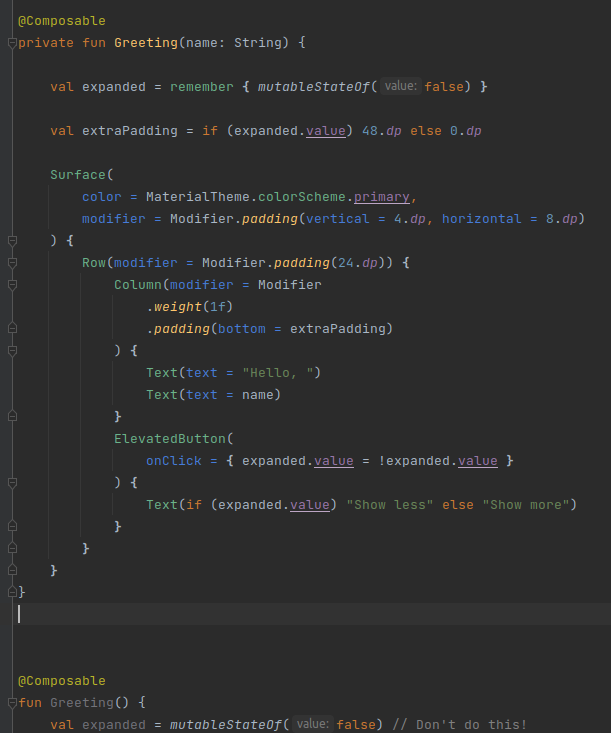 @Composable
private fun Greeting(name: String) {
val expanded = remember { mutableStateOf( value: false) }
val extraPadding = if (expanded.value) 48.dp else 0.dp
Surface(
color = MaterialTheme.colorScheme.primary,
modifier = Modifier.padding(vertical = 4.dp, horizontal = 8.dp)
) {
Row(modifier = Modifier.padding(24.dp)) {
Column(modifier = Modifier
.weight(1f)
.padding(bottom = extraPadding)
) {
Text(text = "Hello, ")
Text(text = name)
}
ElevatedButton(
onClick = { expanded.value = !expanded.value }
) {
Text(if (expanded.value) "Show less" else "Show more")
}
}
}
}
@Composable
fun Greeting() {
val expanded = mutableStateOf( value: false) // Don't do this!